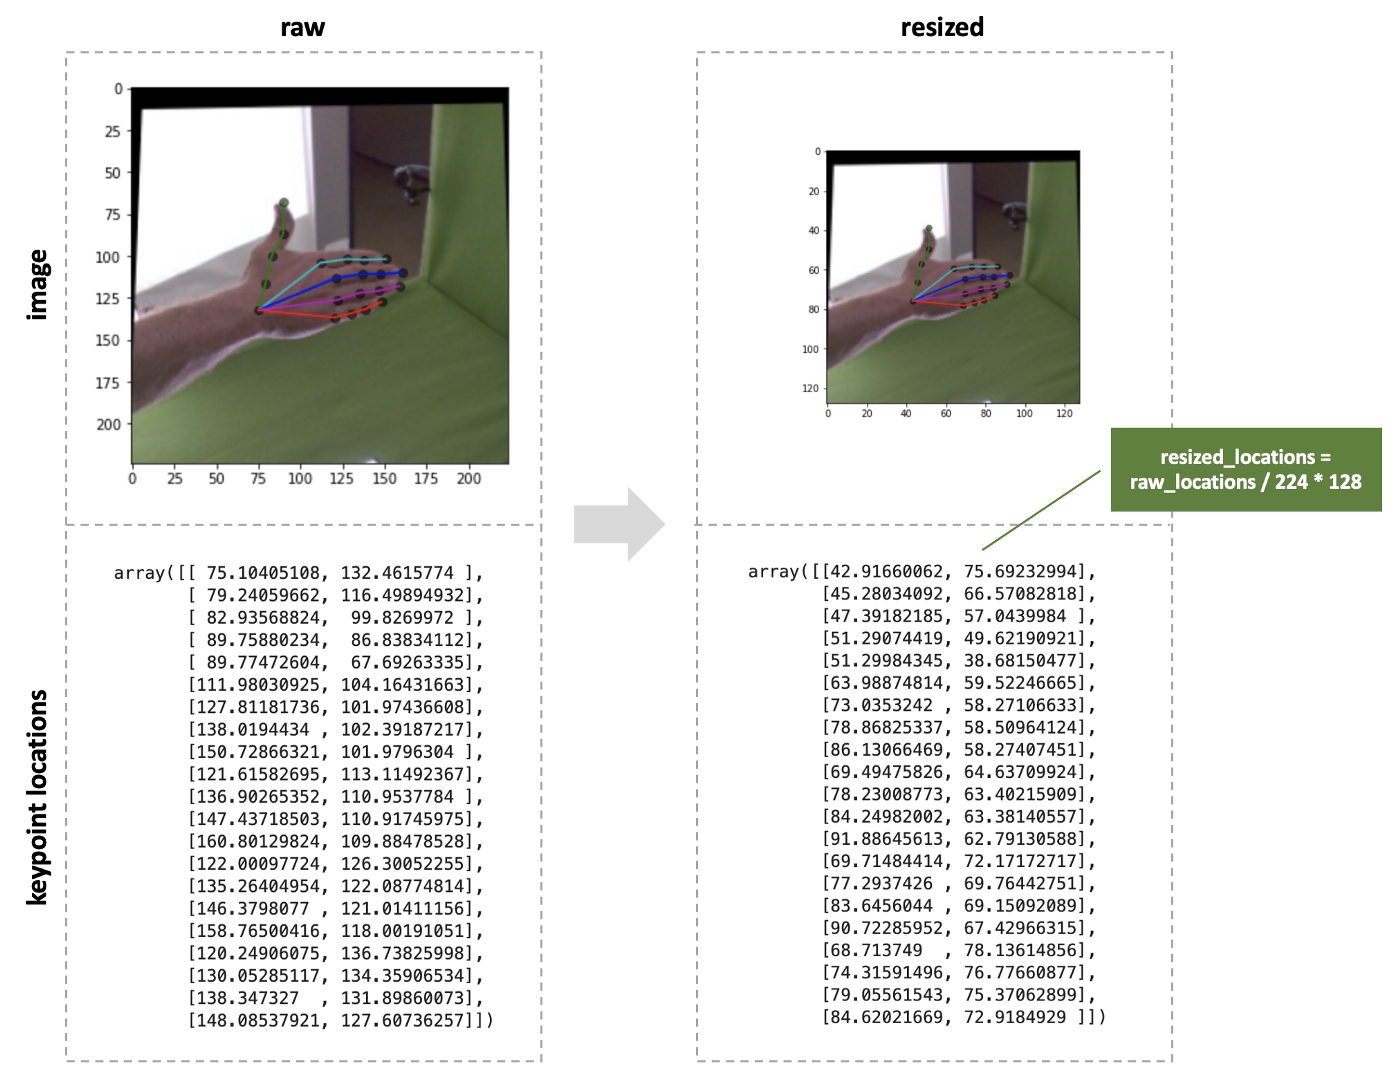 raw
resized
image
0
25
50
75
100
125
150
175
200
0 25 50 75 100 125 150 175 200
0
20
40
60
80
100
120
0 20 40 60 80 100 120
resized_locations =
raw_locations / 224 * 128
keypoint locations
array([[ 75.10405108, 132.4615774 ],
[ 79.24059662, 116.49894932],
[ 82.93568824,  99.8269972 ],
[ 89.75880234,  86.83834112],
[ 89.77472604,  67.69263335],
[111.98030925, 104.16431663],
[127.81181736, 101.97436608],
[138.0194434 , 102.39187217],
[150.72866321, 101.9796304 ],
[121.61582695, 113.11492367],
[136.90265352, 110.9537784 ],
[147.43718503, 110.91745975],
[160.80129824, 109.88478528],
[122.00097724, 126.30052255],
[135.26404954, 122.08774814],
[146.3798077 , 121.01411156],
[158.76500416, 118.00191051],
[120.24906075, 136.73825998],
[130.05285117, 134.35906534],
[138.347327  , 131.89860073],
[148.08537921, 127.60736257]])
array([[42.91660062, 75.69232994],
[45.28034092, 66.57082818],
[47.39182185, 57.0439984 ],
[51.29074419, 49.62190921],
[51.29984345, 38.68150477],
[63.98874814, 59.52246665],
[73.0353242 , 58.27106633],
[78.86825337, 58.50964124],
[86.13066469, 58.27407451],
[69.49475826, 64.63709924],
[78.23008773, 63.40215909],
[84.24982002, 63.38140557],
[91.88645613, 62.79130588],
[69.71484414, 72.17172717],
[77.2937426 , 69.76442751],
[83.6456044 , 69.15092089],
[90.72285952, 67.42966315],
[68.713749  , 78.13614856],
[74.31591496, 76.77660877],
[79.05561543, 75.37062899],
[84.62021669, 72.9184929 ]])